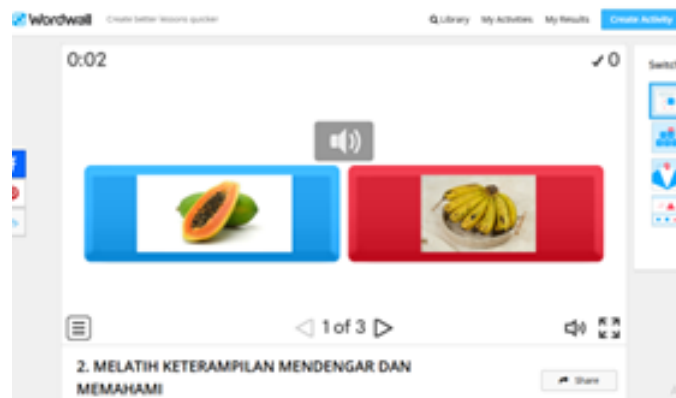 Wordwall Create better lessons quicker
Library My Activities My Results Create Activity
0:02
0
Switch
1 of 3
2. MELATIH KETERAMPILAN MENDENGAR DAN
MEMAHAMI
Share